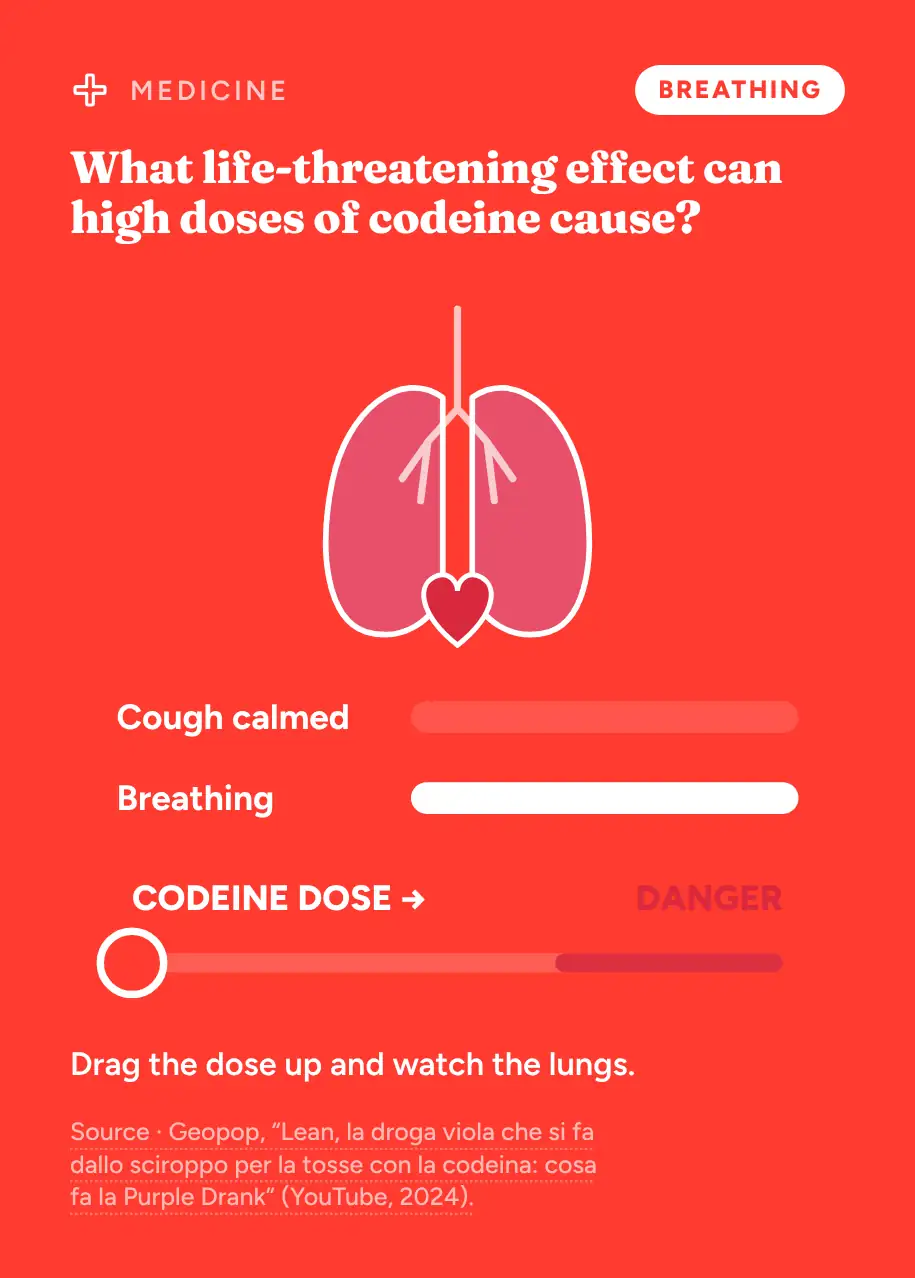 MEDICINE
BREATHING
What life-threatening effect can
high doses of codeine cause?
Cough calmed
Breathing
CODEINE DOSE →
DANGER
Drag the dose up and watch the lungs.
Source · Geopop, “Lean, la droga viola che si fa
dallo sciroppo per la tosse con la codeina: cosa
fa la Purple Drank” (YouTube, 2024).